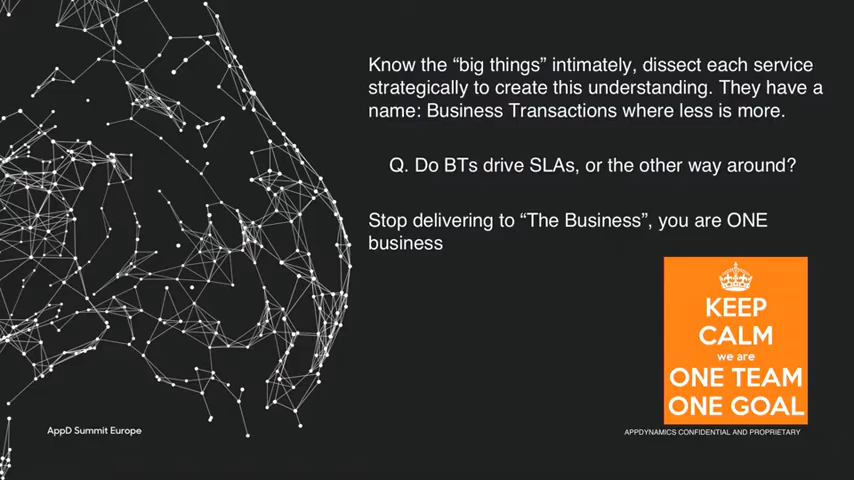 Know the “big things” intimately, dissect each service
strategically to create this understanding. They have a
name: Business Transactions where less is more.
Q. Do BTs drive SLAs, or the other way around?
Stop delivering to “The Business”, you are ONE
business
KEEP
CALM
we are
ONE TEAM
ONE GOAL
AppD Summit Europe
APPDYNAMICS CONFIDENTIAL AND PROPRIETARY